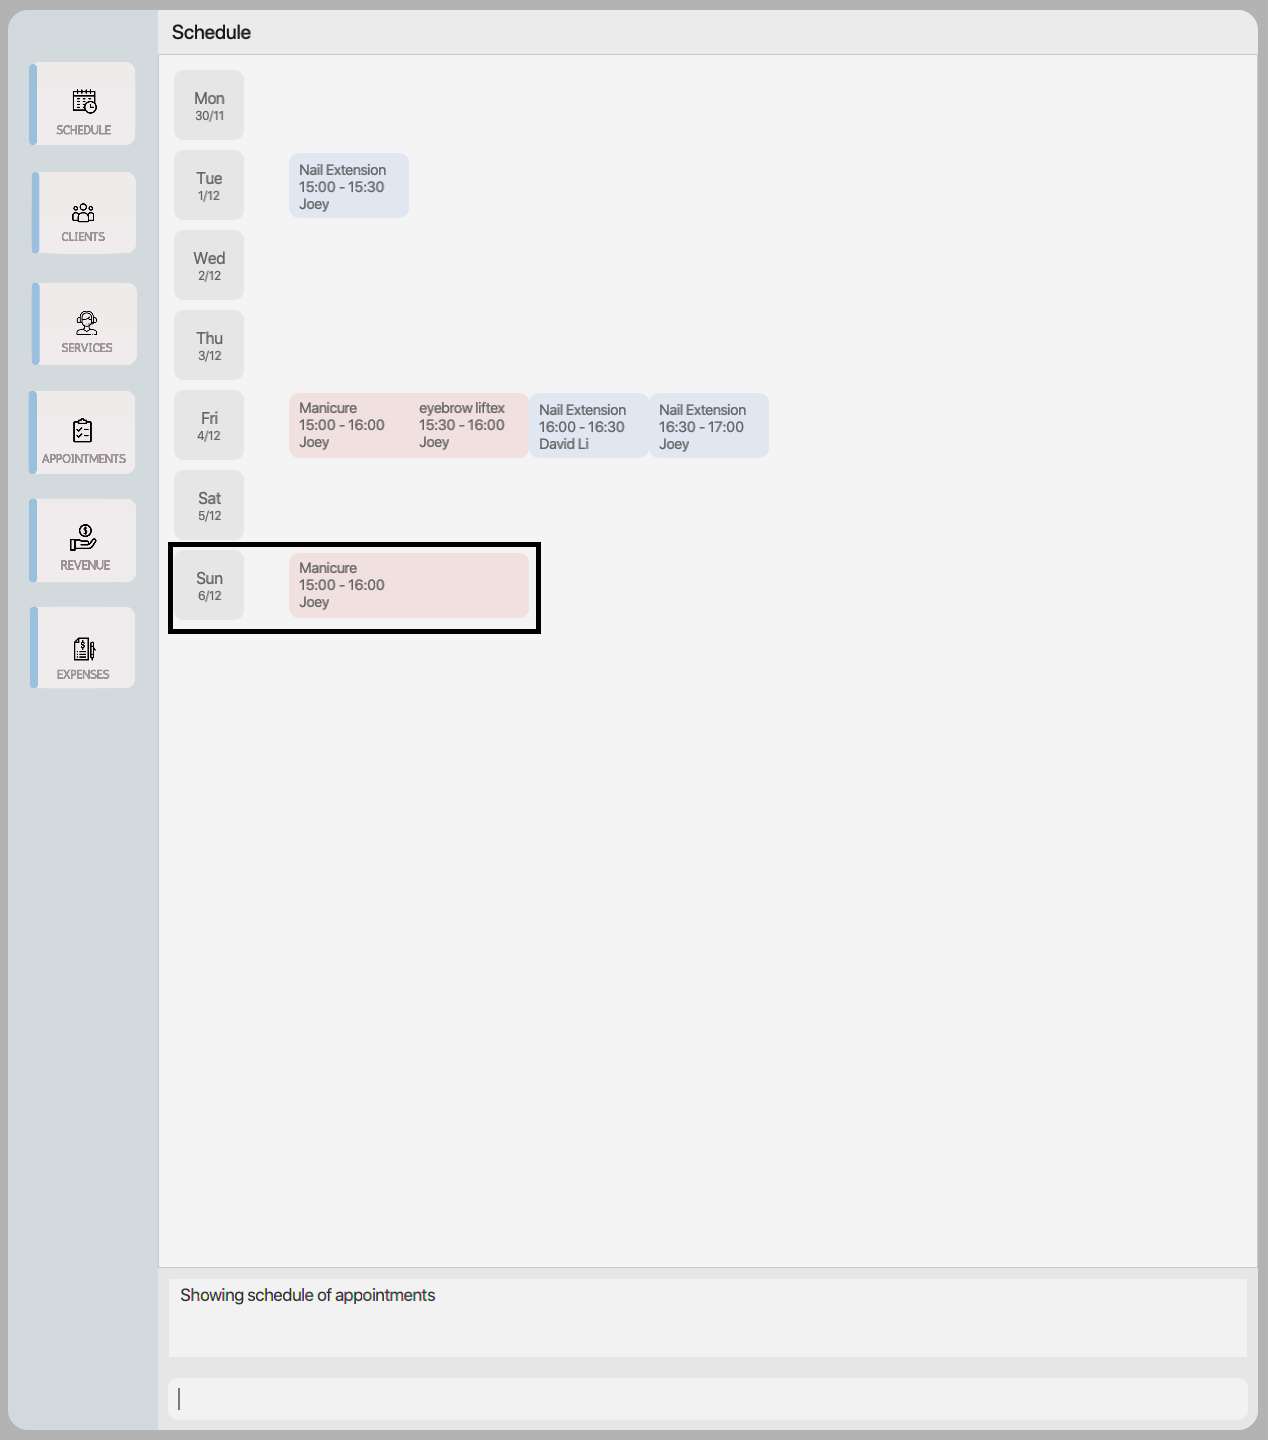 Schedule
SCHEDULE
CLIENTS
SERVICES
APPOINTMENTS
REVENUE
EXPENSES
Mon
30/11
Tue
1/12
Nail Extension
15:00 - 15:30
Joey
Wed
2/12
Thu
3/12
Fri
4/12
Manicure
15:00 - 16:00
Joey
eyebrow liftex
15:30 - 16:00
Joey
Nail Extension
16:00 - 16:30
David Li
Nail Extension
16:30 - 17:00
Joey
Sat
5/12
Sun
6/12
Manicure
15:00 - 16:00
Joey
Showing schedule of appointments